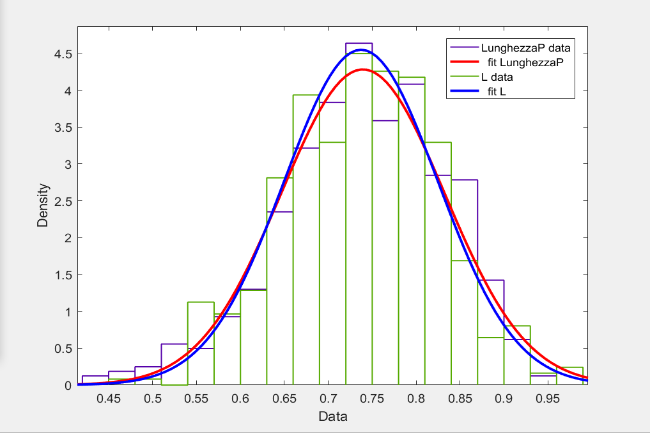 LunghezzaP data
fit LunghezzaP
L data
fit L
4.5
4
3.5
3
2.5
2
1.5
1
0.5
0
Density
0.45 0.5 0.55 0.6 0.65 0.7 0.75 0.8 0.85 0.9 0.95
Data